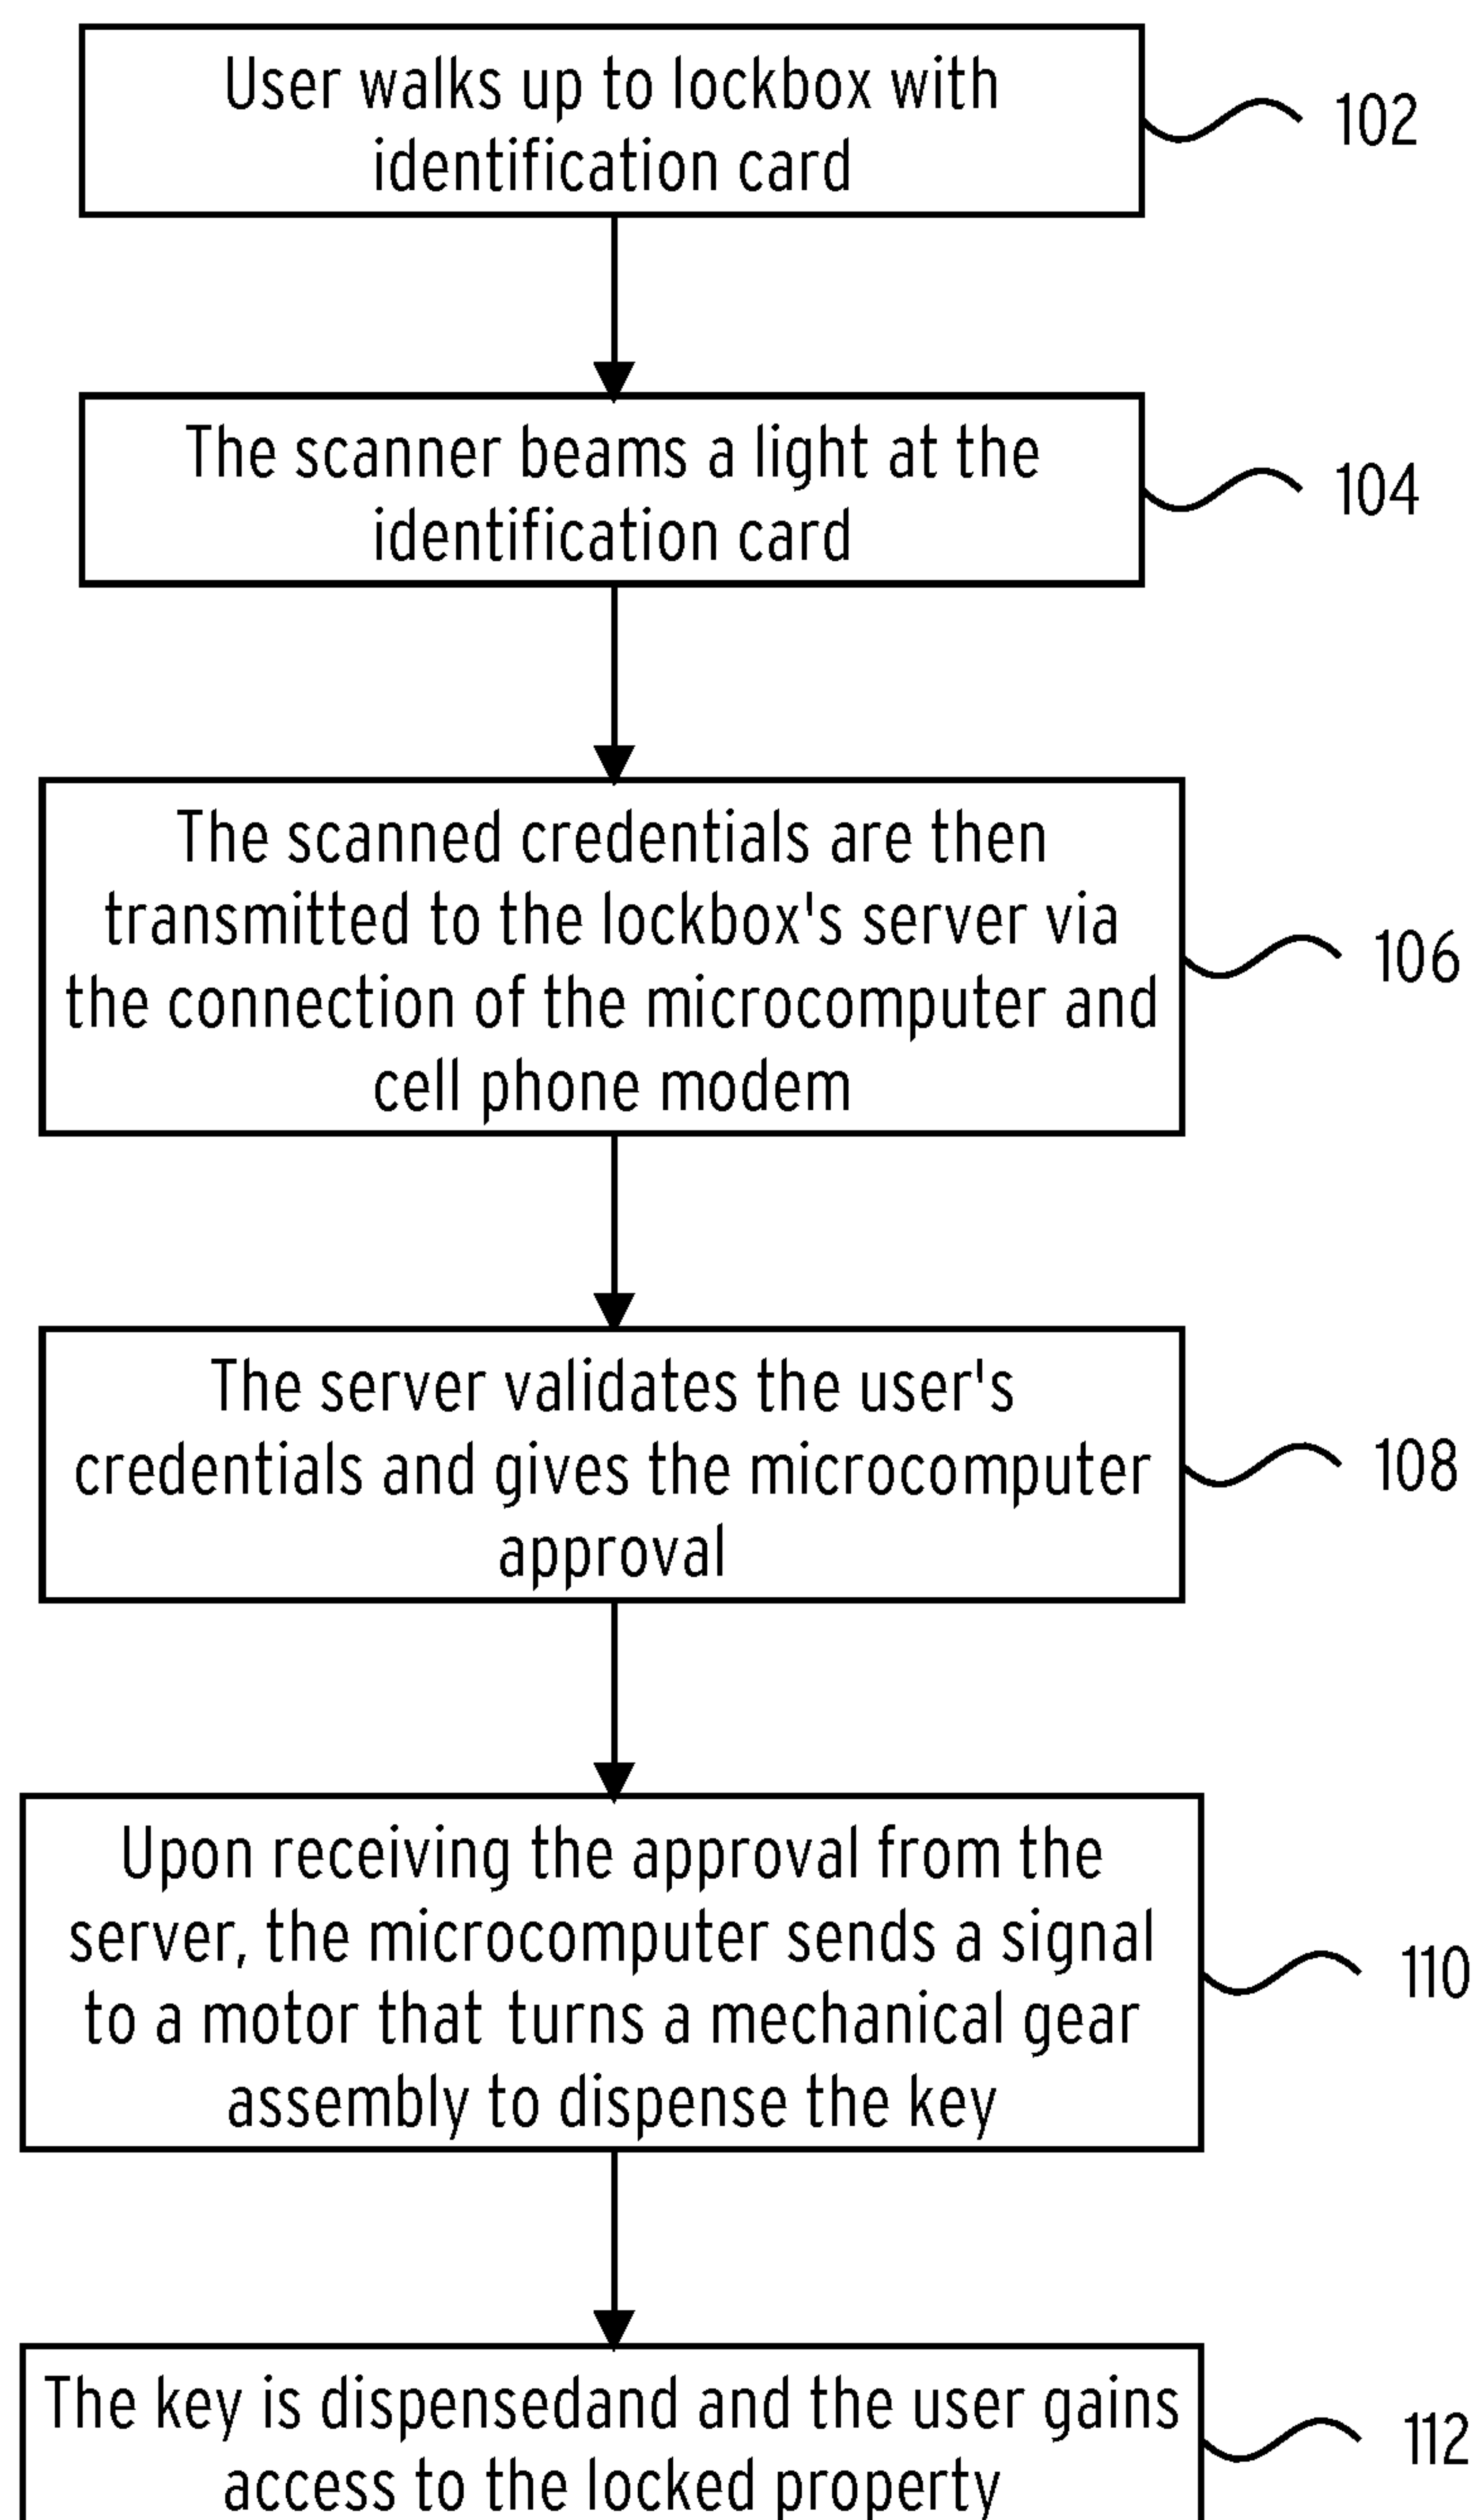 User walks up to lockbox with
identification card
102
The scanner beams a light at the
identification card
104
The scanned credentials are then
transmitted to the lockbox's server via
the connection of the microcomputer and
cell phone modem
106
The server validates the user's
credentials and gives the microcomputer
approval
108
Upon receiving the approval from the
server, the microcomputer sends a signal
to a motor that turns a mechanical gear
assembly to dispense the key
110
The key is dispensedand and the user gains
access to the locked property
112